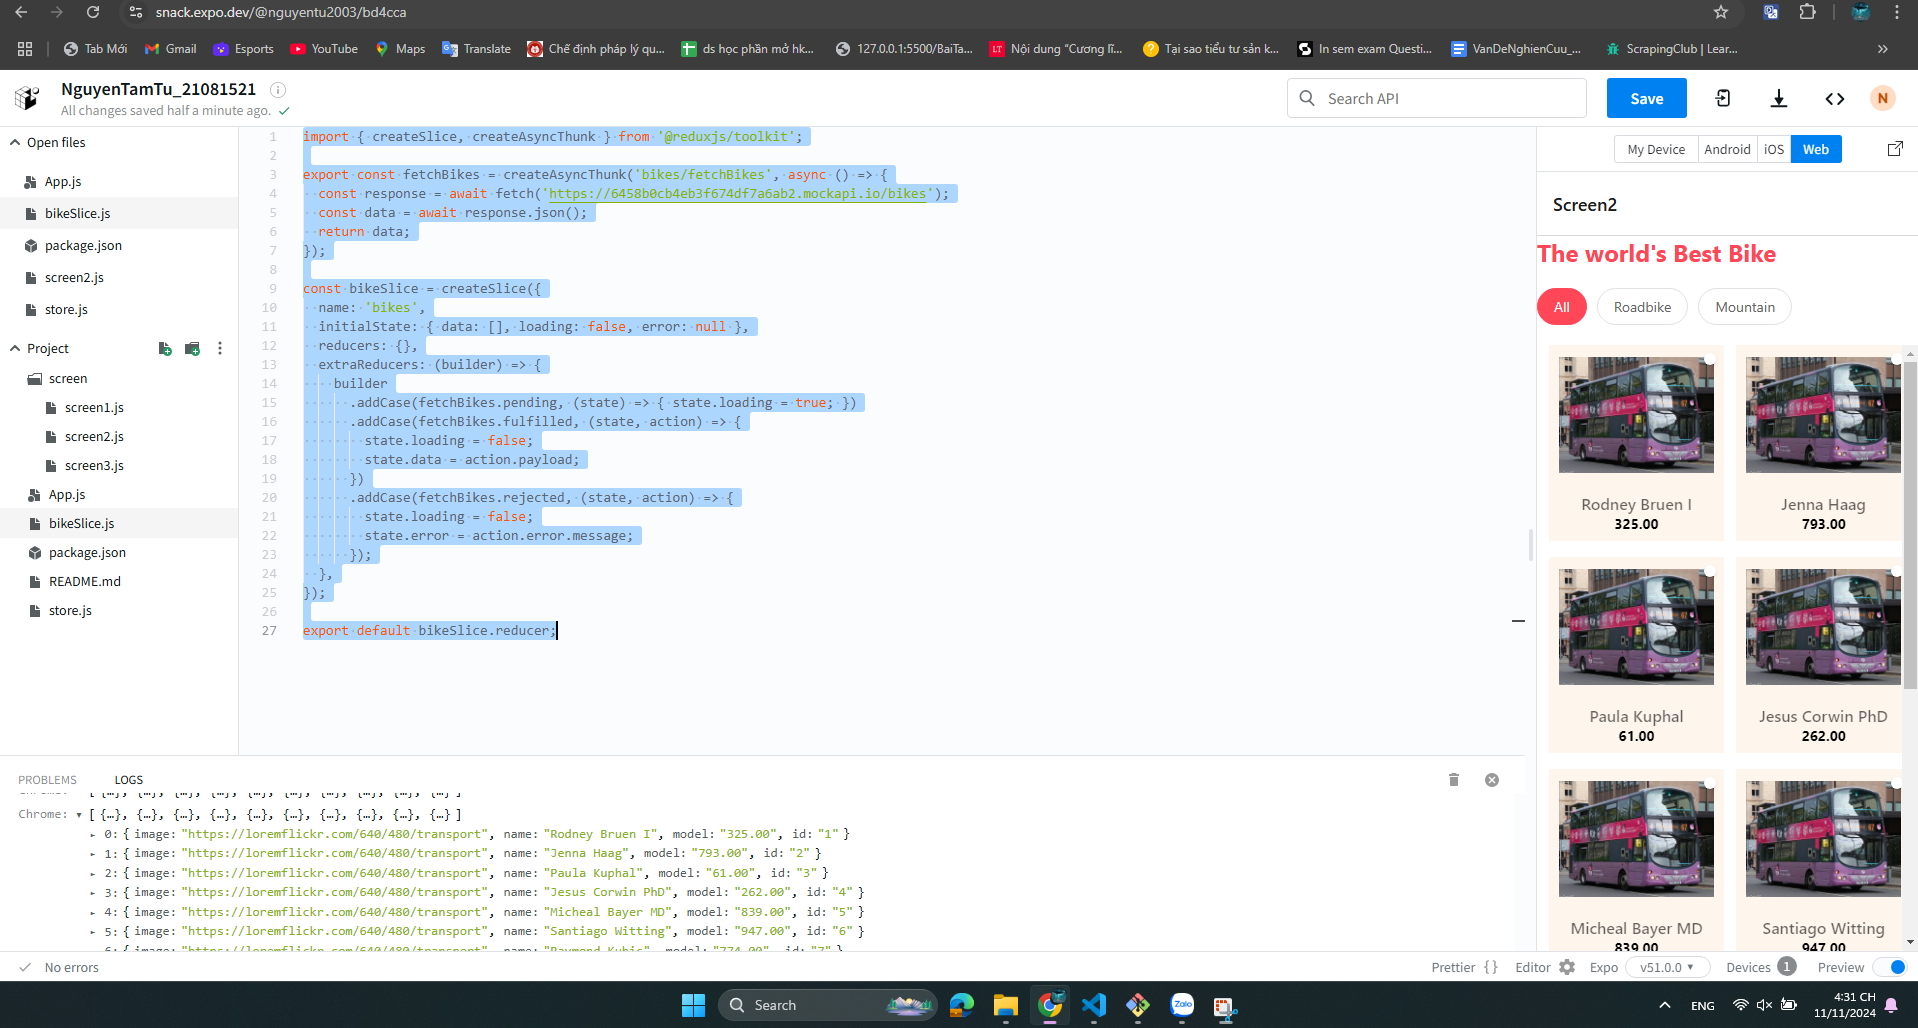 snack.expo.dev/@nguyentu2003/bd4cca
Tab Mới
Gmail
Esports
YouTube
Maps
Translate
Chế định pháp lý qu...
ds học phần mở hk...
127.0.0.1:5500/BaiTa...
Nội dung “Cương lĩ...
Tại sao tiểu tư sản k...
In sem exam Questi...
VanDeNghienCuu_...
ScrapingClub | Lear...
NguyenTamTu_21081521
All changes saved half a minute ago.
Search API
Save
N
Open files
App.js
bikeSlice.js
package.json
screen2.js
store.js
Project
screen
screen1.js
screen2.js
screen3.js
App.js
bikeSlice.js
package.json
README.md
store.js
1 import { createSlice, createAsyncThunk } from '@reduxjs/toolkit';
2
3 export const fetchBikes = createAsyncThunk('bikes/fetchBikes', async () => {
4 const response = await fetch('https://6458b0cb4eb3f674df7a6ab2.mockapi.io/bikes');
5 const data = await response.json();
6 return data;
7 });
8
9 const bikeSlice = createSlice({
10 name: 'bikes',
11 initialState: { data: [], loading: false, error: null },
12 reducers: {},
13 extraReducers: (builder) => {
14 builder
15 .addCase(fetchBikes.pending, (state) => { state.loading = true; })
16 .addCase(fetchBikes.fulfilled, (state, action) => {
17 state.loading = false;
18 state.data = action.payload;
19 })
20 .addCase(fetchBikes.rejected, (state, action) => {
21 state.loading = false;
22 state.error = action.error.message;
23 });
24 },
25 });
26
27 export default bikeSlice.reducer;
My Device
Android
iOS
Web
Screen2
The world's Best Bike
All
Roadbike
Mountain
Rodney Bruen I
325.00
Jenna Haag
793.00
Paula Kuphal
61.00
Jesus Corwin PhD
262.00
Micheal Bayer MD
839.00
Santiago Witting
947.00
PROBLEMS
LOGS
Chrome: ▾ [ {…}, {…}, {…}, {…}, {…}, {…}, {…}, {…}, {…}, {…} ]
▸ 0: { image: "https://loremflickr.com/640/480/transport", name: "Rodney Bruen I", model: "325.00", id: "1" }
▸ 1: { image: "https://loremflickr.com/640/480/transport", name: "Jenna Haag", model: "793.00", id: "2" }
▸ 2: { image: "https://loremflickr.com/640/480/transport", name: "Paula Kuphal", model: "61.00", id: "3" }
▸ 3: { image: "https://loremflickr.com/640/480/transport", name: "Jesus Corwin PhD", model: "262.00", id: "4" }
▸ 4: { image: "https://loremflickr.com/640/480/transport", name: "Micheal Bayer MD", model: "839.00", id: "5" }
▸ 5: { image: "https://loremflickr.com/640/480/transport", name: "Santiago Witting", model: "947.00", id: "6" }
▸ 6: { image: "https://loremflickr.com/640/480/transport", name: "Raymond Kubic", model: "774.00", id: "7" }
No errors
Prettier {}
Editor
Expo
v51.0.0
Devices
1
Preview
Search
Zalo
ENG
4:31 CH
11/11/2024